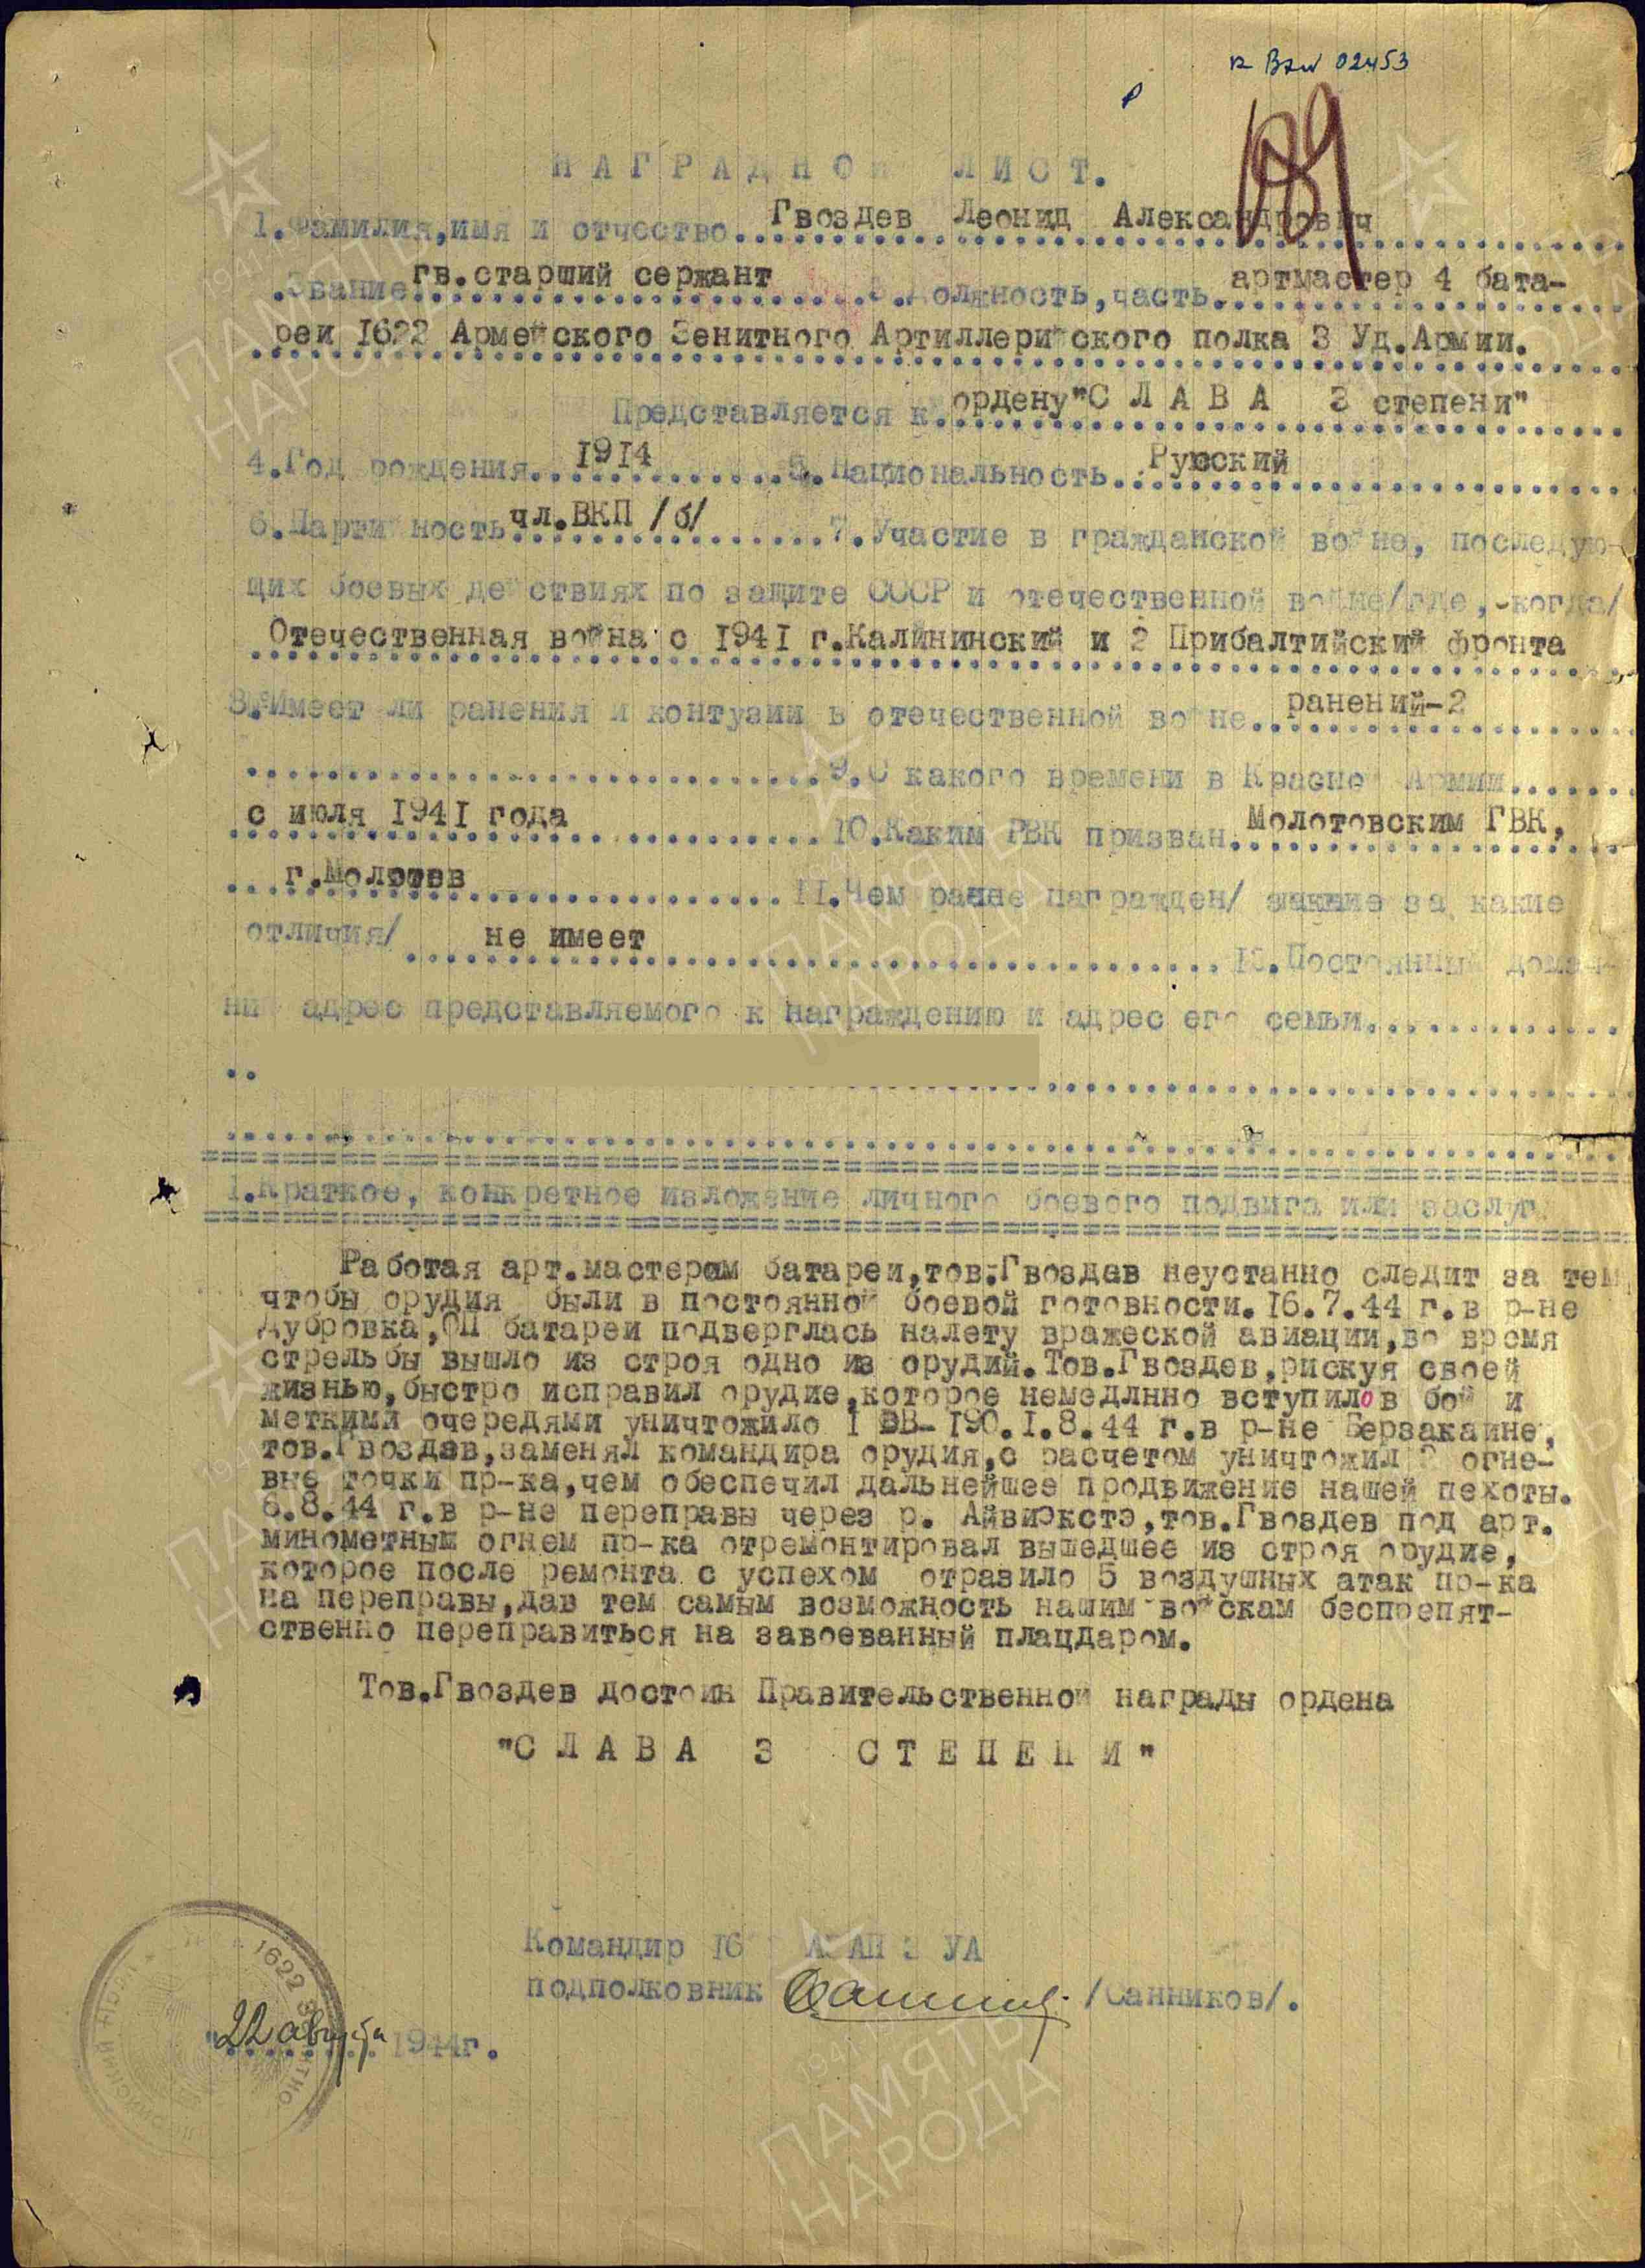 02453
НАГРАДНОЙ ЛИСТ.
1.Фамилия,имя и отчество..Гвоздев Леонид Александрович
.Звание гв.старший сержант 3.Должность,часть.артмастер 4 бата-
реи 1622 Армейского Зенитного Артиллерийского полка 3 Уд.Армии.
Представляется к.ордену"С Л А В А 3 степени"
4.Год рождения..1914 5.Национальность..Русский
6.Партийность чл.ВКП /б/ 7.Участие в гражданской войне, последую-
щих боевых действиях по защите СССР и отечественной войне/где, когда/
Отечественная война с 1941 г.Калининский и 2 Прибалтийский фронта
8.Имеет ли ранения и контузии в отечественной войне..ранений-2
9.С какого времени в Красной Армии
с июля 1941 года 10.Каким РВК призван.Молотовским ГВК,
г.Молотов 11.Чем ранее награжден/ за какие
отличия/ не имеет Постоянный домаш-
ний адрес представляемого к награждению и адрес его семьи
1.Краткое, конкретное изложение личного боевого подвига или заслуг
Работая арт.мастером батареи,тов.Гвоздев неустанно следит за тем
чтобы орудия были в постоянной боевой готовности.16.7.44 г.в р-не
Дубровка,ОП батареи подверглась налету вражеской авиации,во время
стрельбы вышло из строя одно из орудий.Тов.Гвоздев,рискуя своей
жизнью,быстро исправил орудие,которое немедлнно вступило в бой и
меткими очередями уничтожило 1 ФВ-190.1.8.44 г.в р-не Берзакаине,
тов.Гвоздев,заменял командира орудия,с расчетом уничтожил 2 огне-
вые точки пр-ка,чем обеспечил дальнейшее продвижение нашей пехоты.
6.8.44 г.в р-не переправы через р. Айвиэкстэ,тов.Гвоздев под арт.
минометным огнем пр-ка отремонтировал вышедшее из строя орудие,
которое после ремонта с успехом отразило 5 воздушных атак пр-ка
на переправы,дав тем самым возможность нашим войскам беспрепят-
ственно переправиться на завоеванный плацдаром.
Тов.Гвоздев достоин Правительственной награды ордена
"С Л А В А 3 С Т Е П Е Н И"
Командир 16 АЗАП 3 УА
подполковник /Санников/.
"22 августа 1944г.
1622
ПАМЯТЬ
НАРОДА